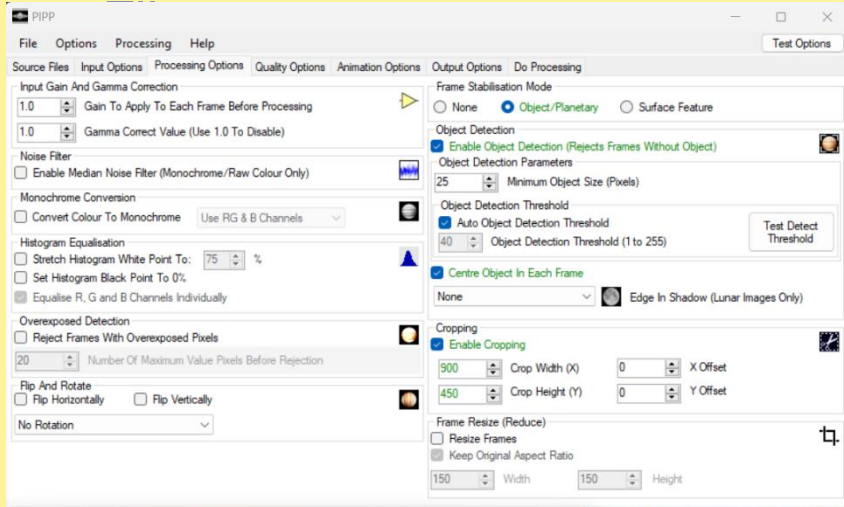 PIPP
File Options Processing Help
Test Options
Source Files Input Options Processing Options Quality Options Animation Options Output Options Do Processing
Input Gain And Gamma Correction
1.0 Gain To Apply To Each Frame Before Processing
1.0 Gamma Correct Value (Use 1.0 To Disable)
Noise Filter
Enable Median Noise Filter (Monochrome/Raw Colour Only)
Monochrome Conversion
Convert Colour To Monochrome Use RG & B Channels
Histogram Equalisation
Stretch Histogram White Point To: 75 %
Set Histogram Black Point To 0%
Equalise R, G and B Channels Individually
Overexposed Detection
Reject Frames With Overexposed Pixels
20 Number Of Maximum Value Pixels Before Rejection
Flip And Rotate
Flip Horizontally Flip Vertically
No Rotation
Frame Stabilisation Mode
None Object/Planetary Surface Feature
Object Detection
Enable Object Detection (Rejects Frames Without Object)
Object Detection Parameters
25 Minimum Object Size (Pixels)
Object Detection Threshold
Auto Object Detection Threshold
40 Object Detection Threshold (1 to 255)
Test Detect
Threshold
Centre Object In Each Frame
None Edge In Shadow (Lunar Images Only)
Cropping
Enable Cropping
900 Crop Width (X) 0 X Offset
450 Crop Height (Y) 0 Y Offset
Frame Resize (Reduce)
Resize Frames
Keep Original Aspect Ratio
150 Width 150 Height